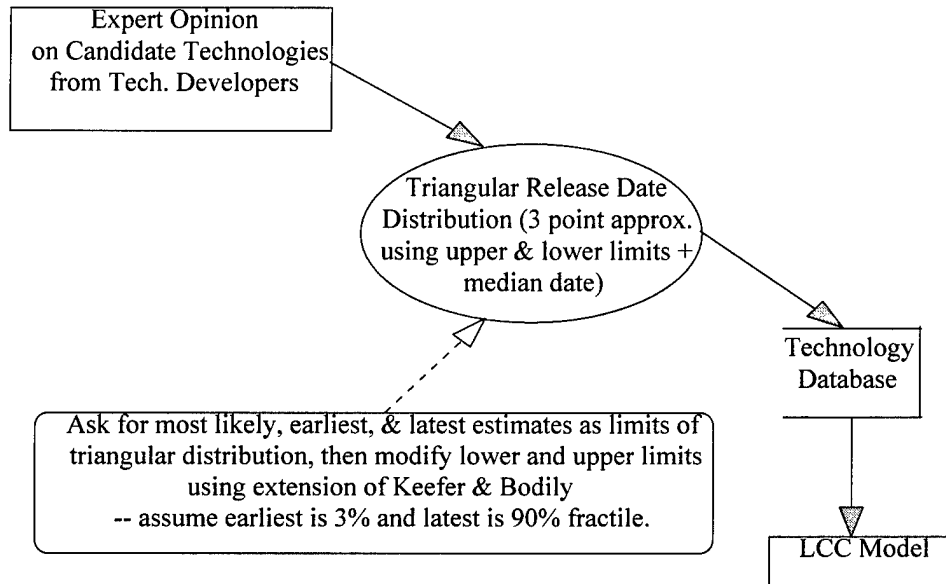 Expert Opinion
on Candidate Technologies
from Tech. Developers
Triangular Release Date
Distribution (3 point approx.
using upper & lower limits +
median date)
Technology
Database
Ask for most likely, earliest, & latest estimates as limits of
triangular distribution, then modify lower and upper limits
using extension of Keefer & Bodily
-- assume earliest is 3% and latest is 90% fractile.
LCC Model